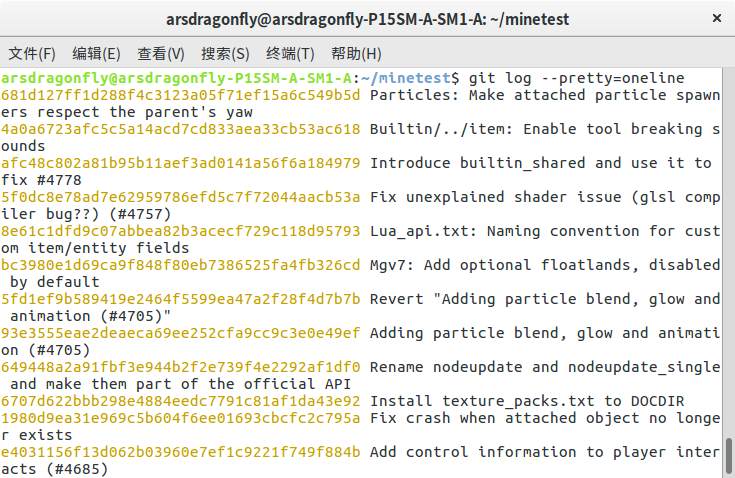 arsdragonfly@arsdragonfly-P15SM-A-SM1-A: ~/minetest
文件(F) 编辑(E) 查看(V) 搜索(S) 终端(T) 帮助(H)
arsdragonfly@arsdragonfly-P15SM-A-SM1-A:~/minetest$ git log --pretty=oneline
681d127ff1d288f4c3123a05f71ef15a6c549b5d Particles: Make attached particle spawn
ers respect the parent's yaw
4a0a6723afc5c5a14acd7cd833aea33cb53ac618 Builtin/../item: Enable tool breaking s
ounds
afc48c802a81b95b11aef3ad0141a56f6a184979 Introduce builtin_shared and use it to
fix #4778
5f0dc8e78ad7e62959786efd5c7f72044aacb53a Fix unexplained shader issue (glsl comp
iler bug??) (#4757)
8e61c1dfd9c07abbea82b3acecf729c118d95793 Lua_api.txt: Naming convention for cust
om item/entity fields
bc3980e1d69ca9f848f80eb7386525fa4fb326cd Mgv7: Add optional floatlands, disabled
 by default
5fd1ef9b589419e2464f5599ea47a2f28f4d7b7b Revert "Adding particle blend, glow and
 animation (#4705)"
93e3555eae2deaeca69ee252cfa9cc9c3e0e49ef Adding particle blend, glow and animati
on (#4705)
649448a2a91fbf3e944b2f2e739f4e2292af1df0 Rename nodeupdate and nodeupdate_single
 and make them part of the official API
6707d622bbb298e4884eedc7791c81af1da43e92 Install texture_packs.txt to DOCDIR
1980d9ea31e969c5b604f6ee01693cbcfc2c795a Fix crash when attached object no longe
r exists
e4031156f13d062b03960e7ef1c9221f749f884b Add control information to player inter
acts (#4685)